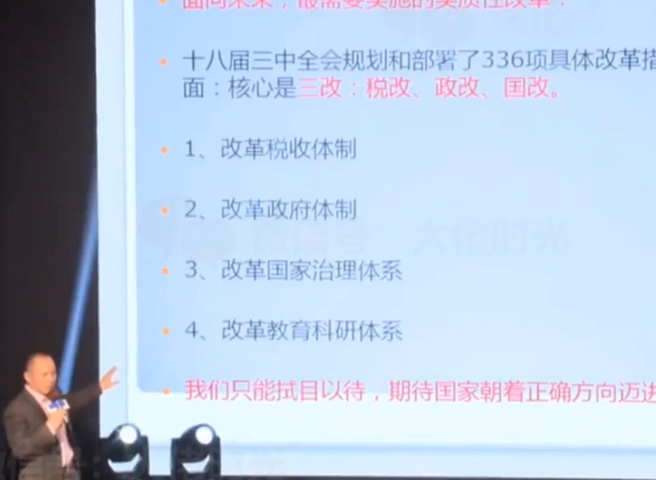 面向未来，最需要实施的实质性改革：
十八届三中全会规划和部署了336项具体改革措
面：核心是三改：税改、政改、国改。
1、改革税收体制
2、改革政府体制
3、改革国家治理体系
4、改革教育科研体系
我们只能拭目以待，期待国家朝着正确方向迈进